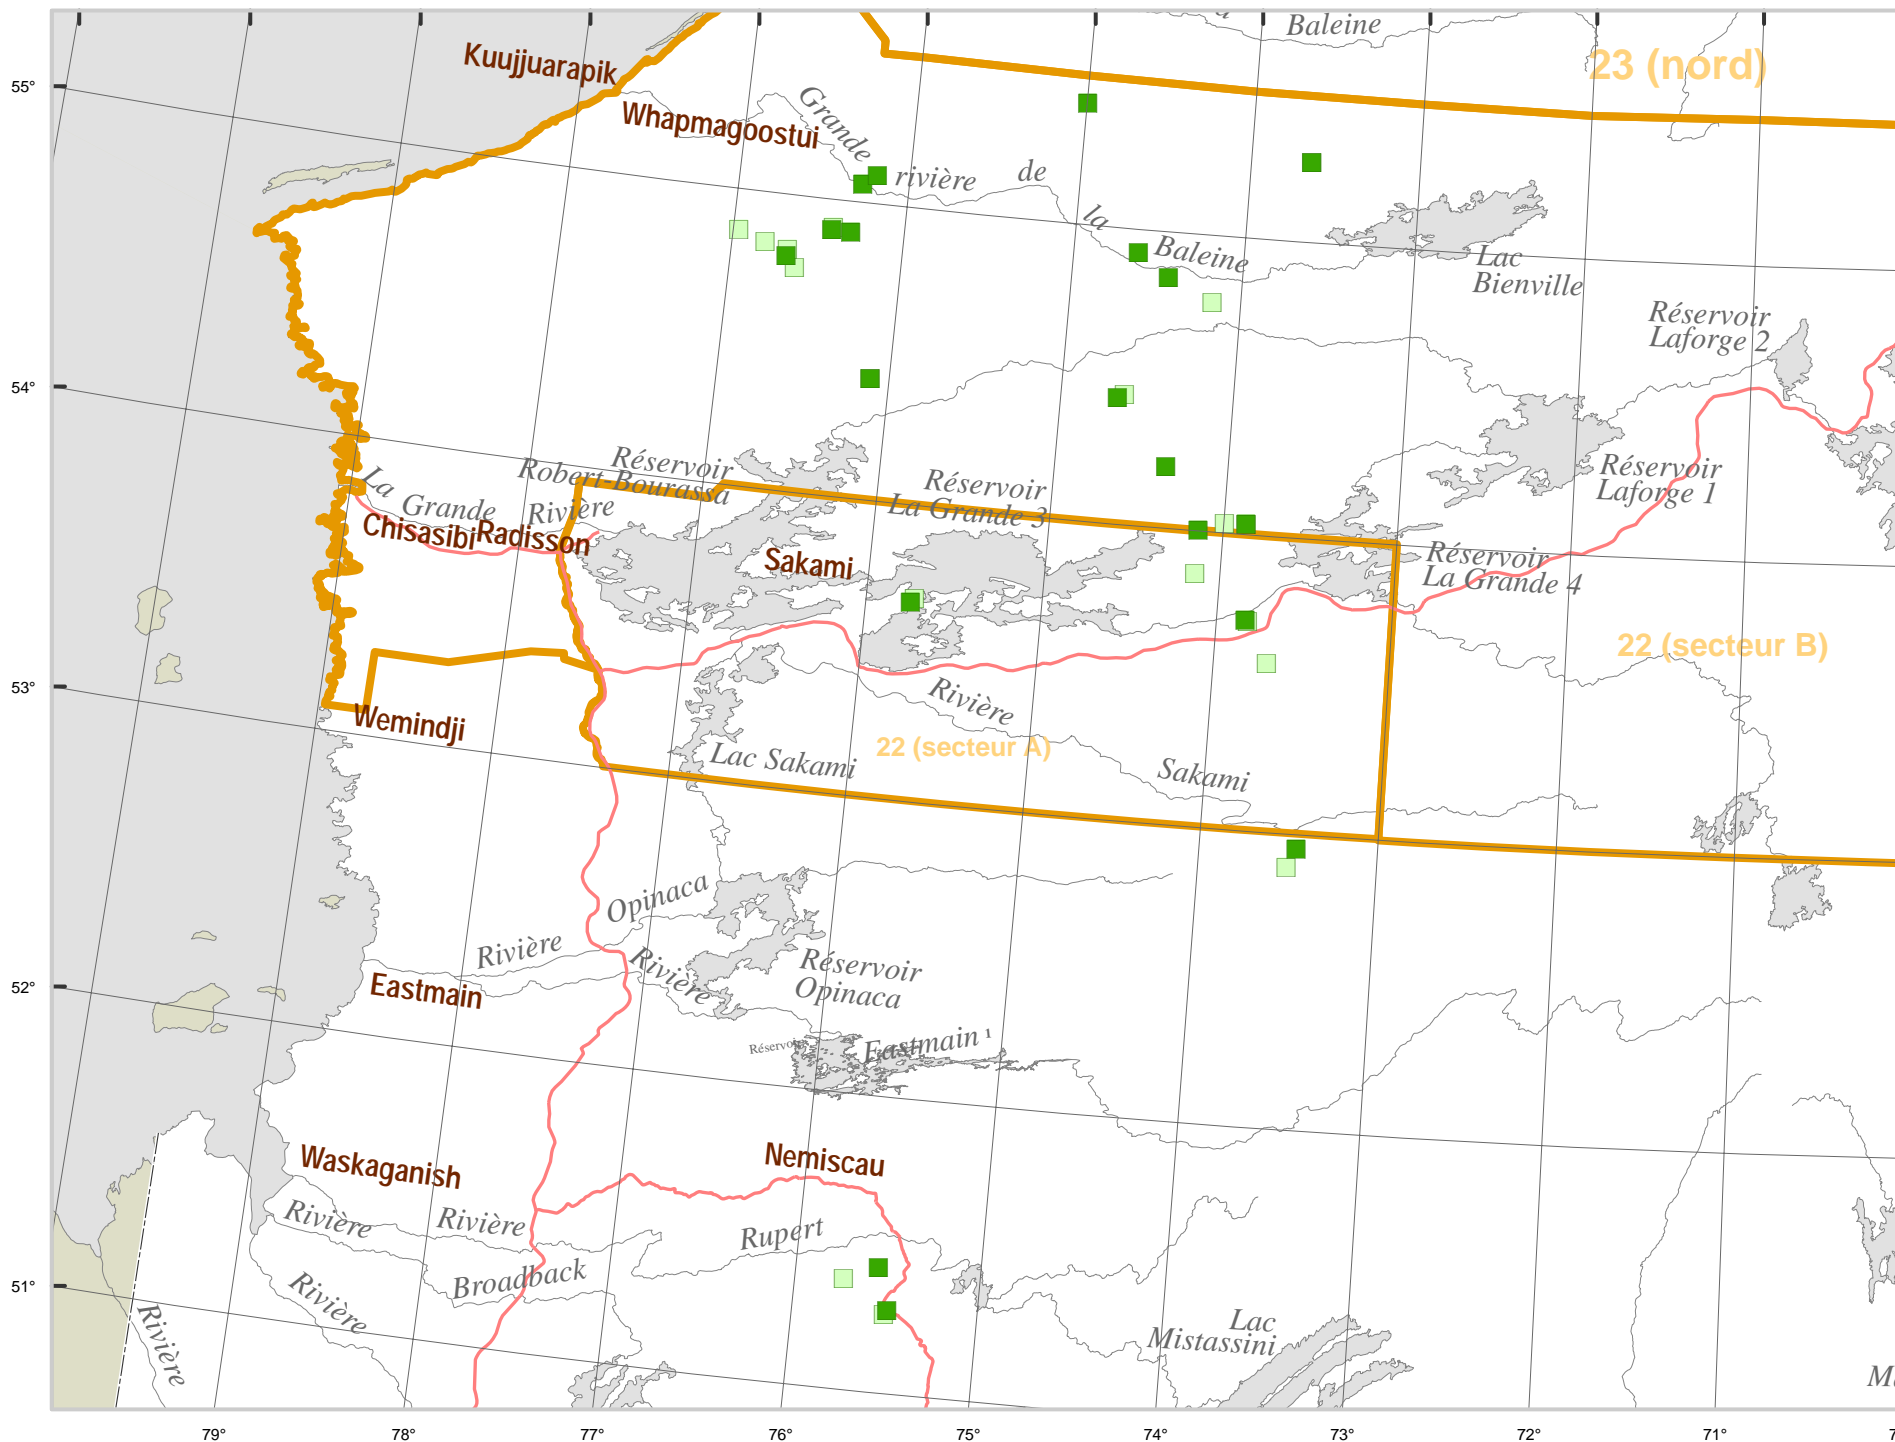 Baleine
23 (nord)
Kuujjuarapik
55°
Whapmagoostui
Grande
rivière
de
la
Baleine
Lac
Bienville
Réservoir
Laforge 2
54°
Réservoir
Robert-Bourassa
Réservoir
La Grande 3
Réservoir
Laforge 1
La
Grande
Rivière
Chisasibi
Radisson
Sakami
Réservoir
La Grande 4
22 (secteur B)
53°
Wemindji
Rivière
22 (secteur A)
Lac Sakami
Sakami
Opinaca
Rivière
Rivière
Réservoir
Opinaca
52°
Eastmain
Réservoir
Eastmain 1
Waskaganish
Nemiscau
Rivière
Rivière
Rupert
Broadback
51°
Rivière
Rivière
Lac
Mistassini
79°
78°
77°
76°
75°
74°
73°
72°
71°